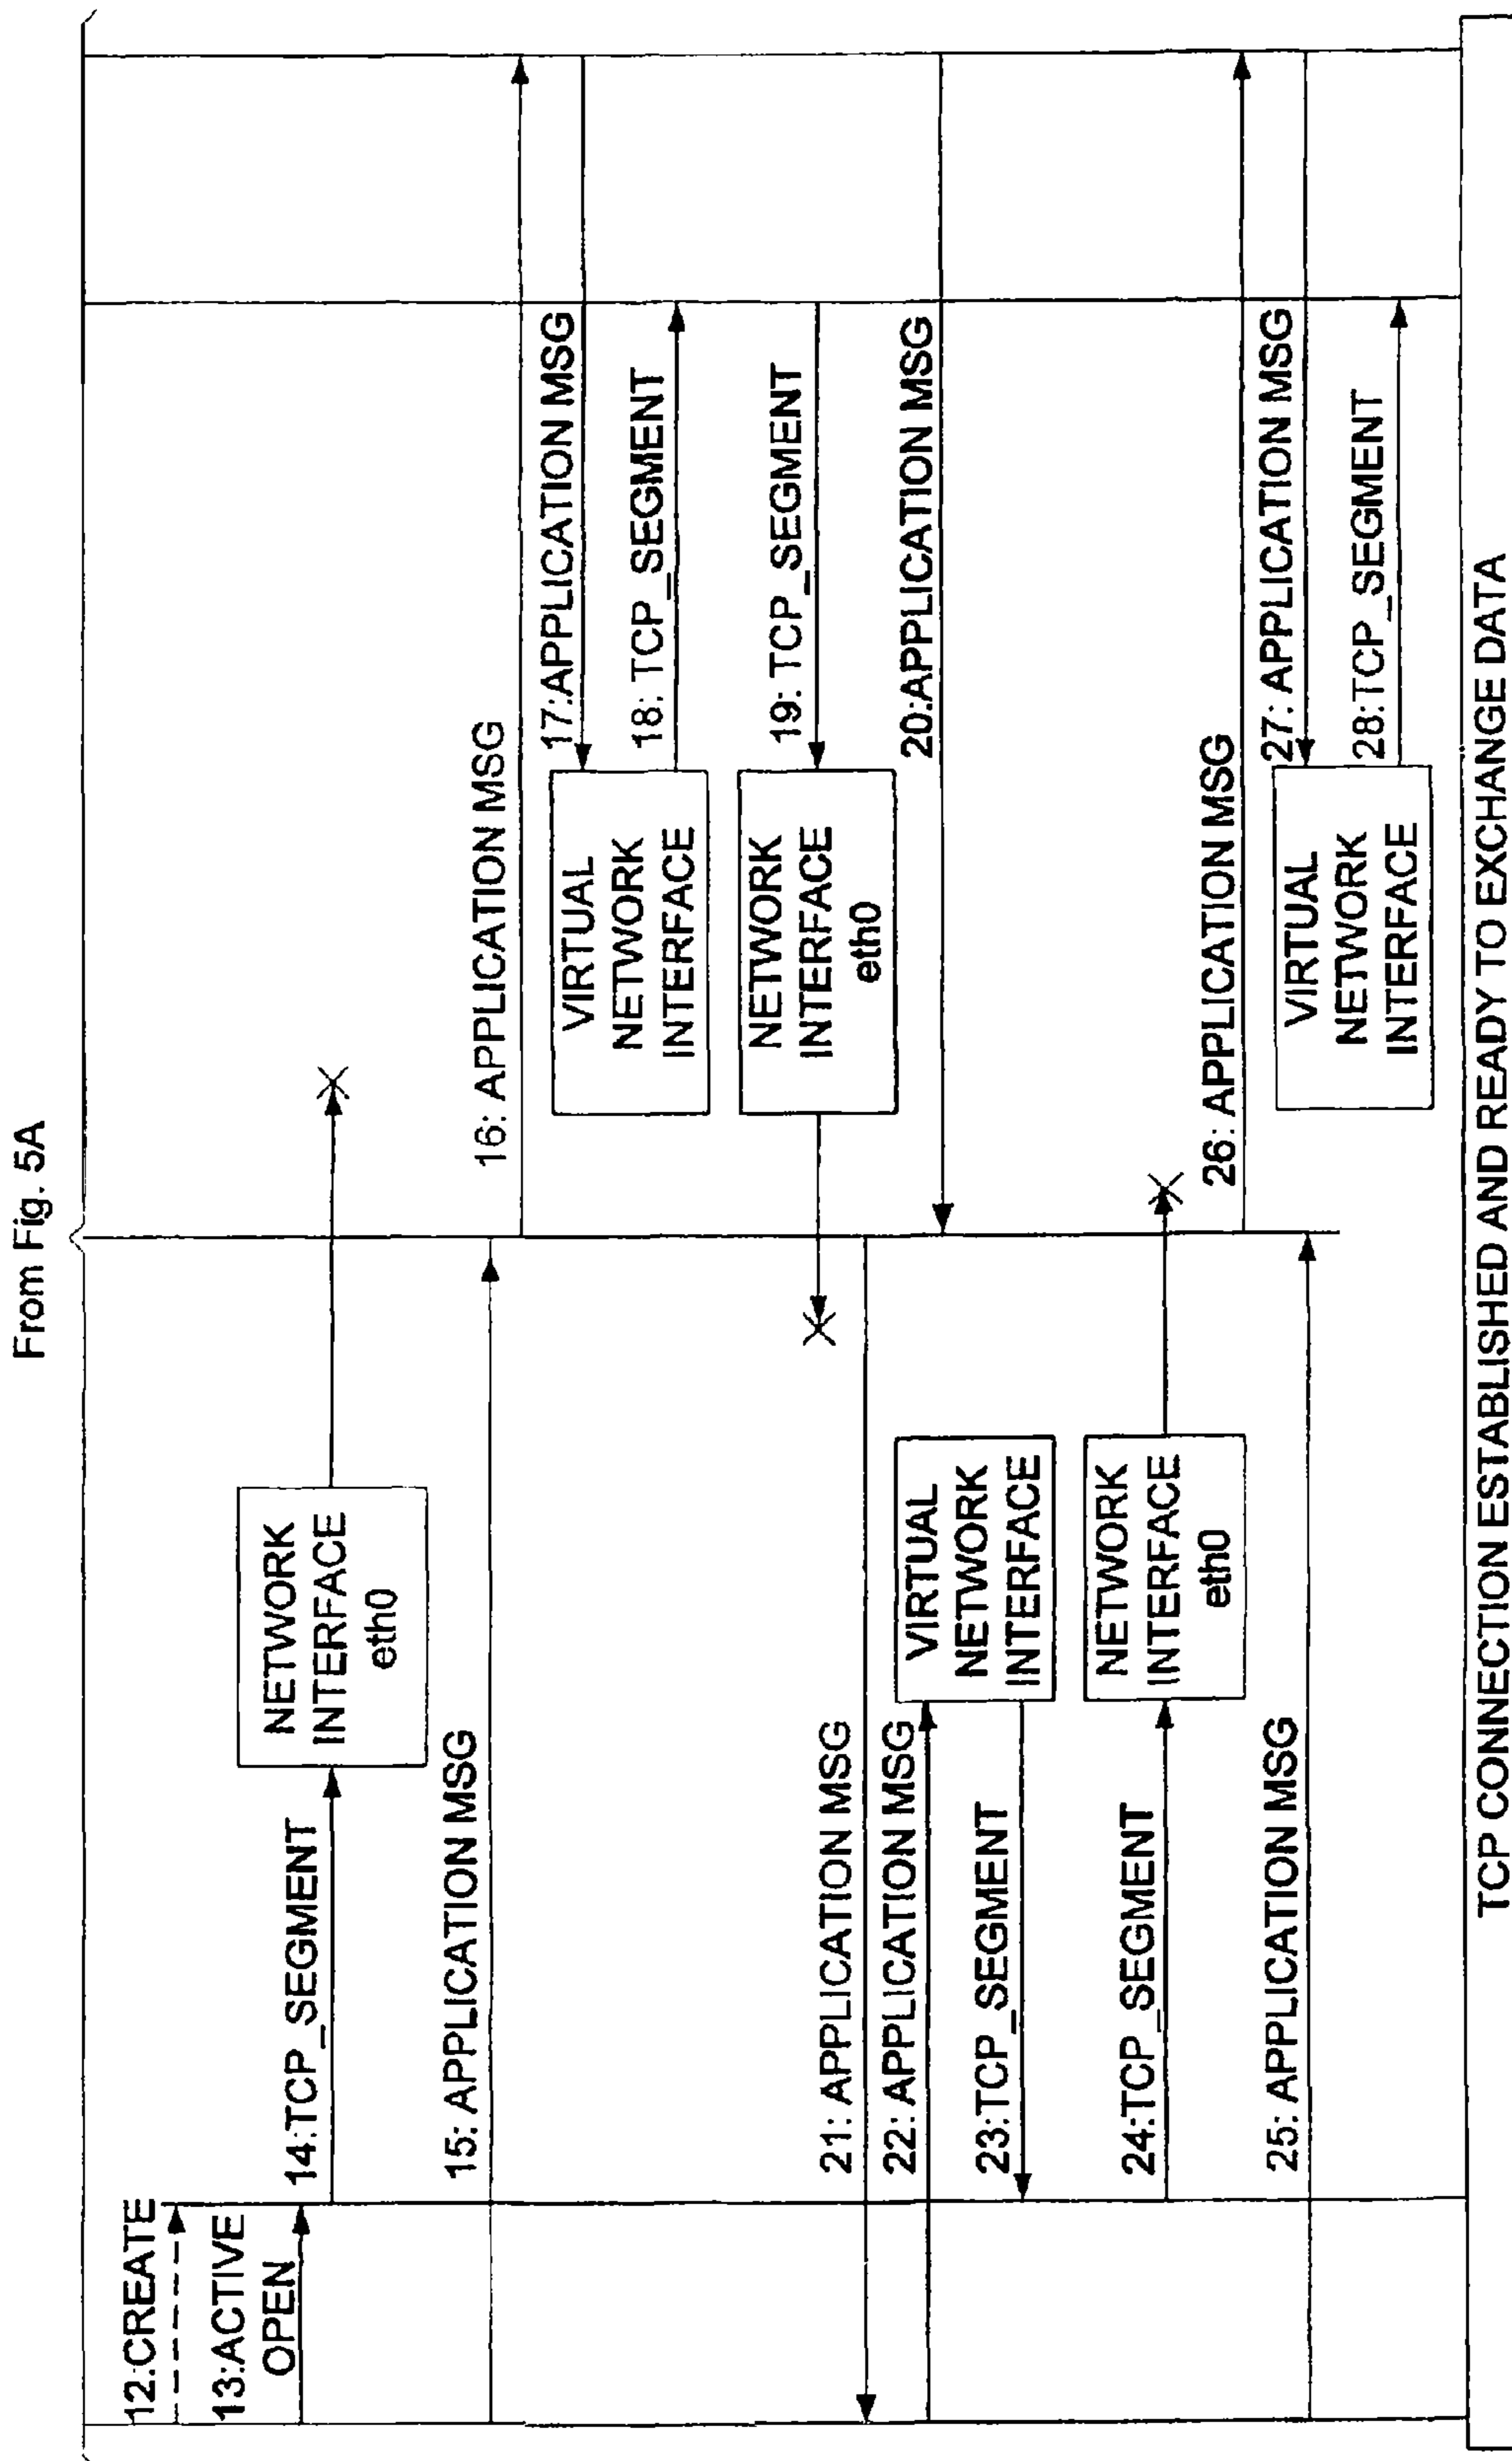 From Fig. 5A
12:CREATE
13:ACTIVE
OPEN
14:TCP_SEGMENT
NETWORK
INTERFACE
eth0
15: APPLICATION MSG
16: APPLICATION MSG
17:APPLICATION MSG
VIRTUAL
NETWORK
INTERFACE
18: TCP_SEGMENT
19: TCP_SEGMENT
NETWORK
INTERFACE
eth0
20:APPLICATION MSG
21: APPLICATION MSG
22: APPLICATION MSG
VIRTUAL
NETWORK
INTERFACE
23:TCP_SEGMENT
24:TCP_SEGMENT
NETWORK
INTERFACE
eth0
25: APPLICATION MSG
26: APPLICATION MSG
27: APPLICATION MSG
VIRTUAL
NETWORK
INTERFACE
28:TCP_SEGMENT
TCP CONNECTION ESTABLISHED AND READY TO EXCHANGE DATA